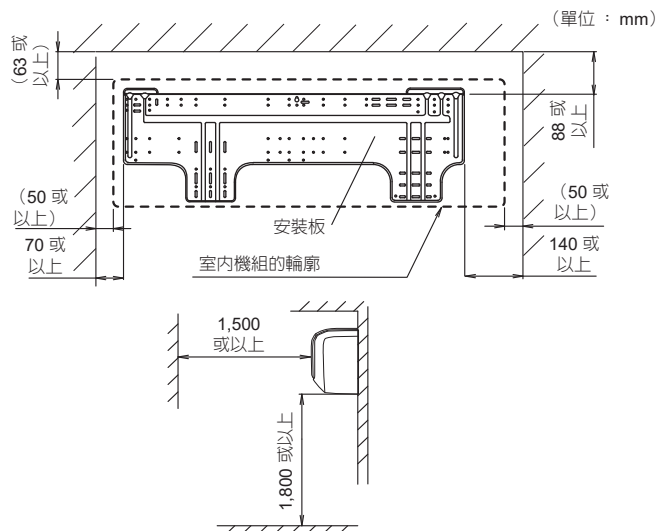 （單位：mm）
（63 或
以上）
88 或
以上
（50 或
以上）
70 或
以上
安裝板
室內機組的輪廓
（50 或
以上）
140 或
以上
1,500
或以上
1,800 或以上